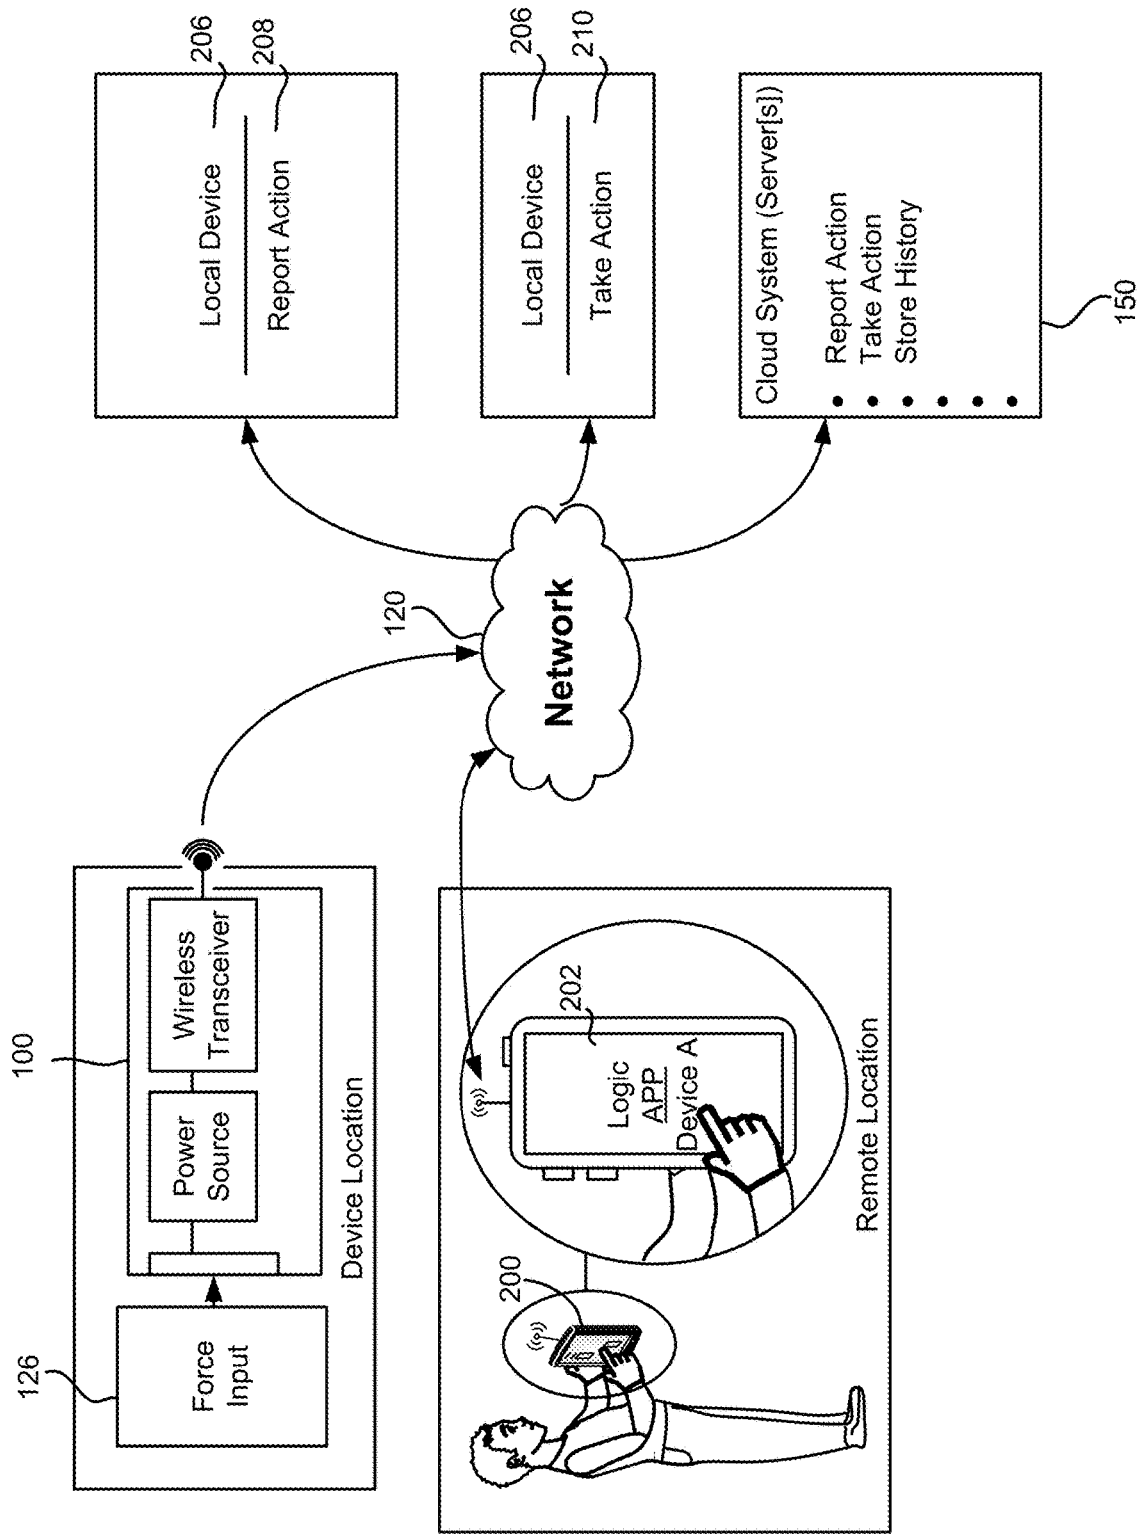 126
Force
Input
100
Power
Source
Wireless
Transceiver
Device Location
120
Network
206
Local Device
208
Report Action
206
Local Device
210
Take Action
Cloud System (Server[s])
• Report Action
• Take Action
• Store History
•
•
•
150
200
202
Logic
APP
Device A
Remote Location